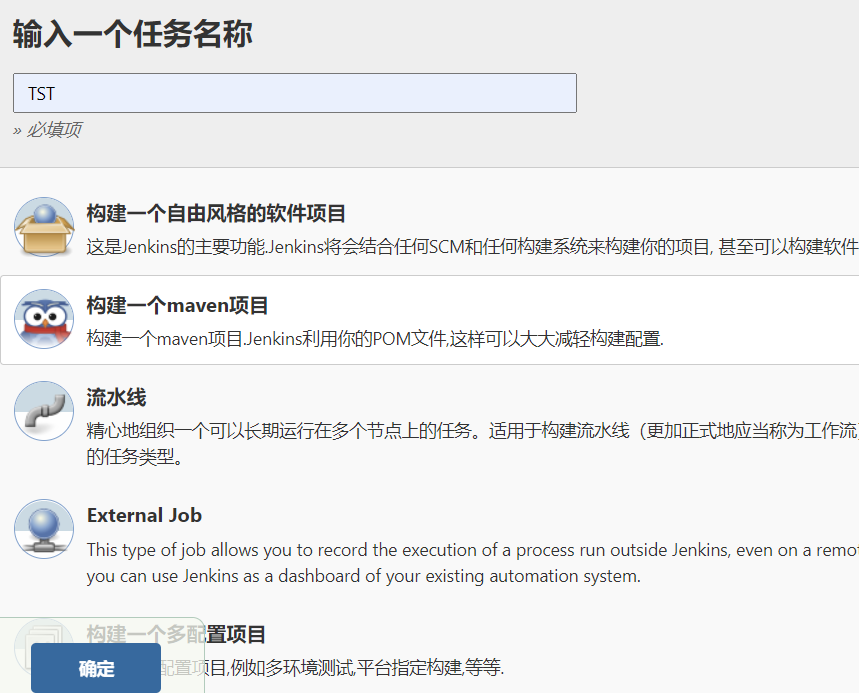 输入一个任务名称
TST
» 必填项
构建一个自由风格的软件项目
这是Jenkins的主要功能.Jenkins将会结合任何SCM和任何构建系统来构建你的项目, 甚至可以构建软件
构建一个maven项目
构建一个maven项目.Jenkins利用你的POM文件,这样可以大大减轻构建配置.
流水线
精心地组织一个可以长期运行在多个节点上的任务。适用于构建流水线（更加正式地应当称为工作流）
的任务类型。
External Job
This type of job allows you to record the execution of a process run outside Jenkins, even on a remot
you can use Jenkins as a dashboard of your existing automation system.
构建一个多配置项目
配置项目,例如多环境测试,平台指定构建,等等.
确定